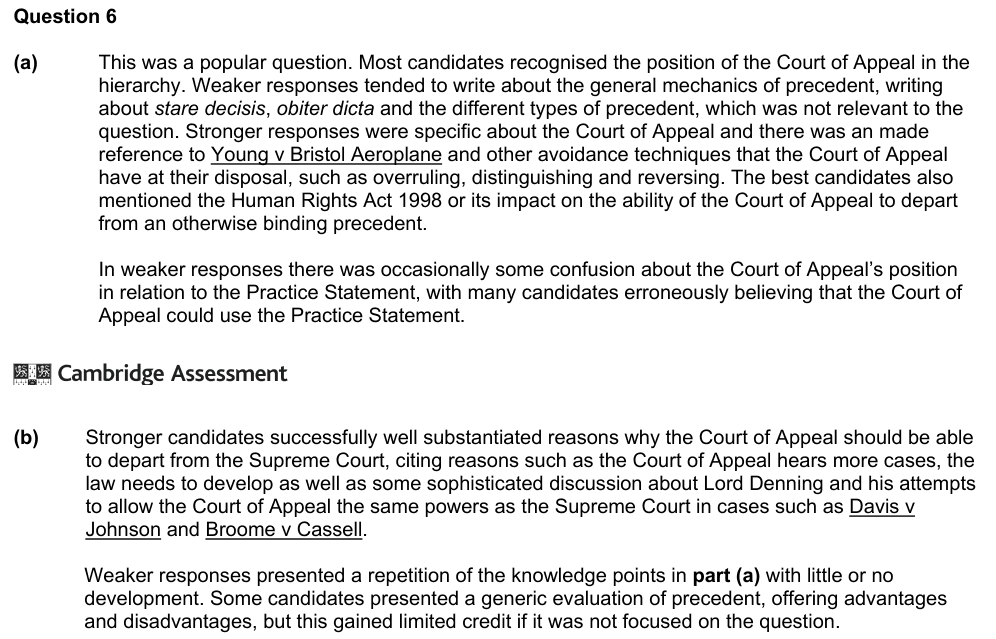 Question 6
(a) This was a popular question. Most candidates recognised the position of the Court of Appeal in the
hierarchy. Weaker responses tended to write about the general mechanics of precedent, writing
about stare decisis, obiter dicta and the different types of precedent, which was not relevant to the
question. Stronger responses were specific about the Court of Appeal and there was an made
reference to Young v Bristol Aeroplane and other avoidance techniques that the Court of Appeal
have at their disposal, such as overruling, distinguishing and reversing. The best candidates also
mentioned the Human Rights Act 1998 or its impact on the ability of the Court of Appeal to depart
from an otherwise binding precedent.
In weaker responses there was occasionally some confusion about the Court of Appeal's position
in relation to the Practice Statement, with many candidates erroneously believing that the Court of
Appeal could use the Practice Statement.
Cambridge Assessment
(b) Stronger candidates successfully well substantiated reasons why the Court of Appeal should be able
to depart from the Supreme Court, citing reasons such as the Court of Appeal hears more cases, the
law needs to develop as well as some sophisticated discussion about Lord Denning and his attempts
to allow the Court of Appeal the same powers as the Supreme Court in cases such as Davis v
Johnson and Broome v Cassell.
Weaker responses presented a repetition of the knowledge points in part (a) with little or no
development. Some candidates presented a generic evaluation of precedent, offering advantages
and disadvantages, but this gained limited credit if it was not focused on the question.